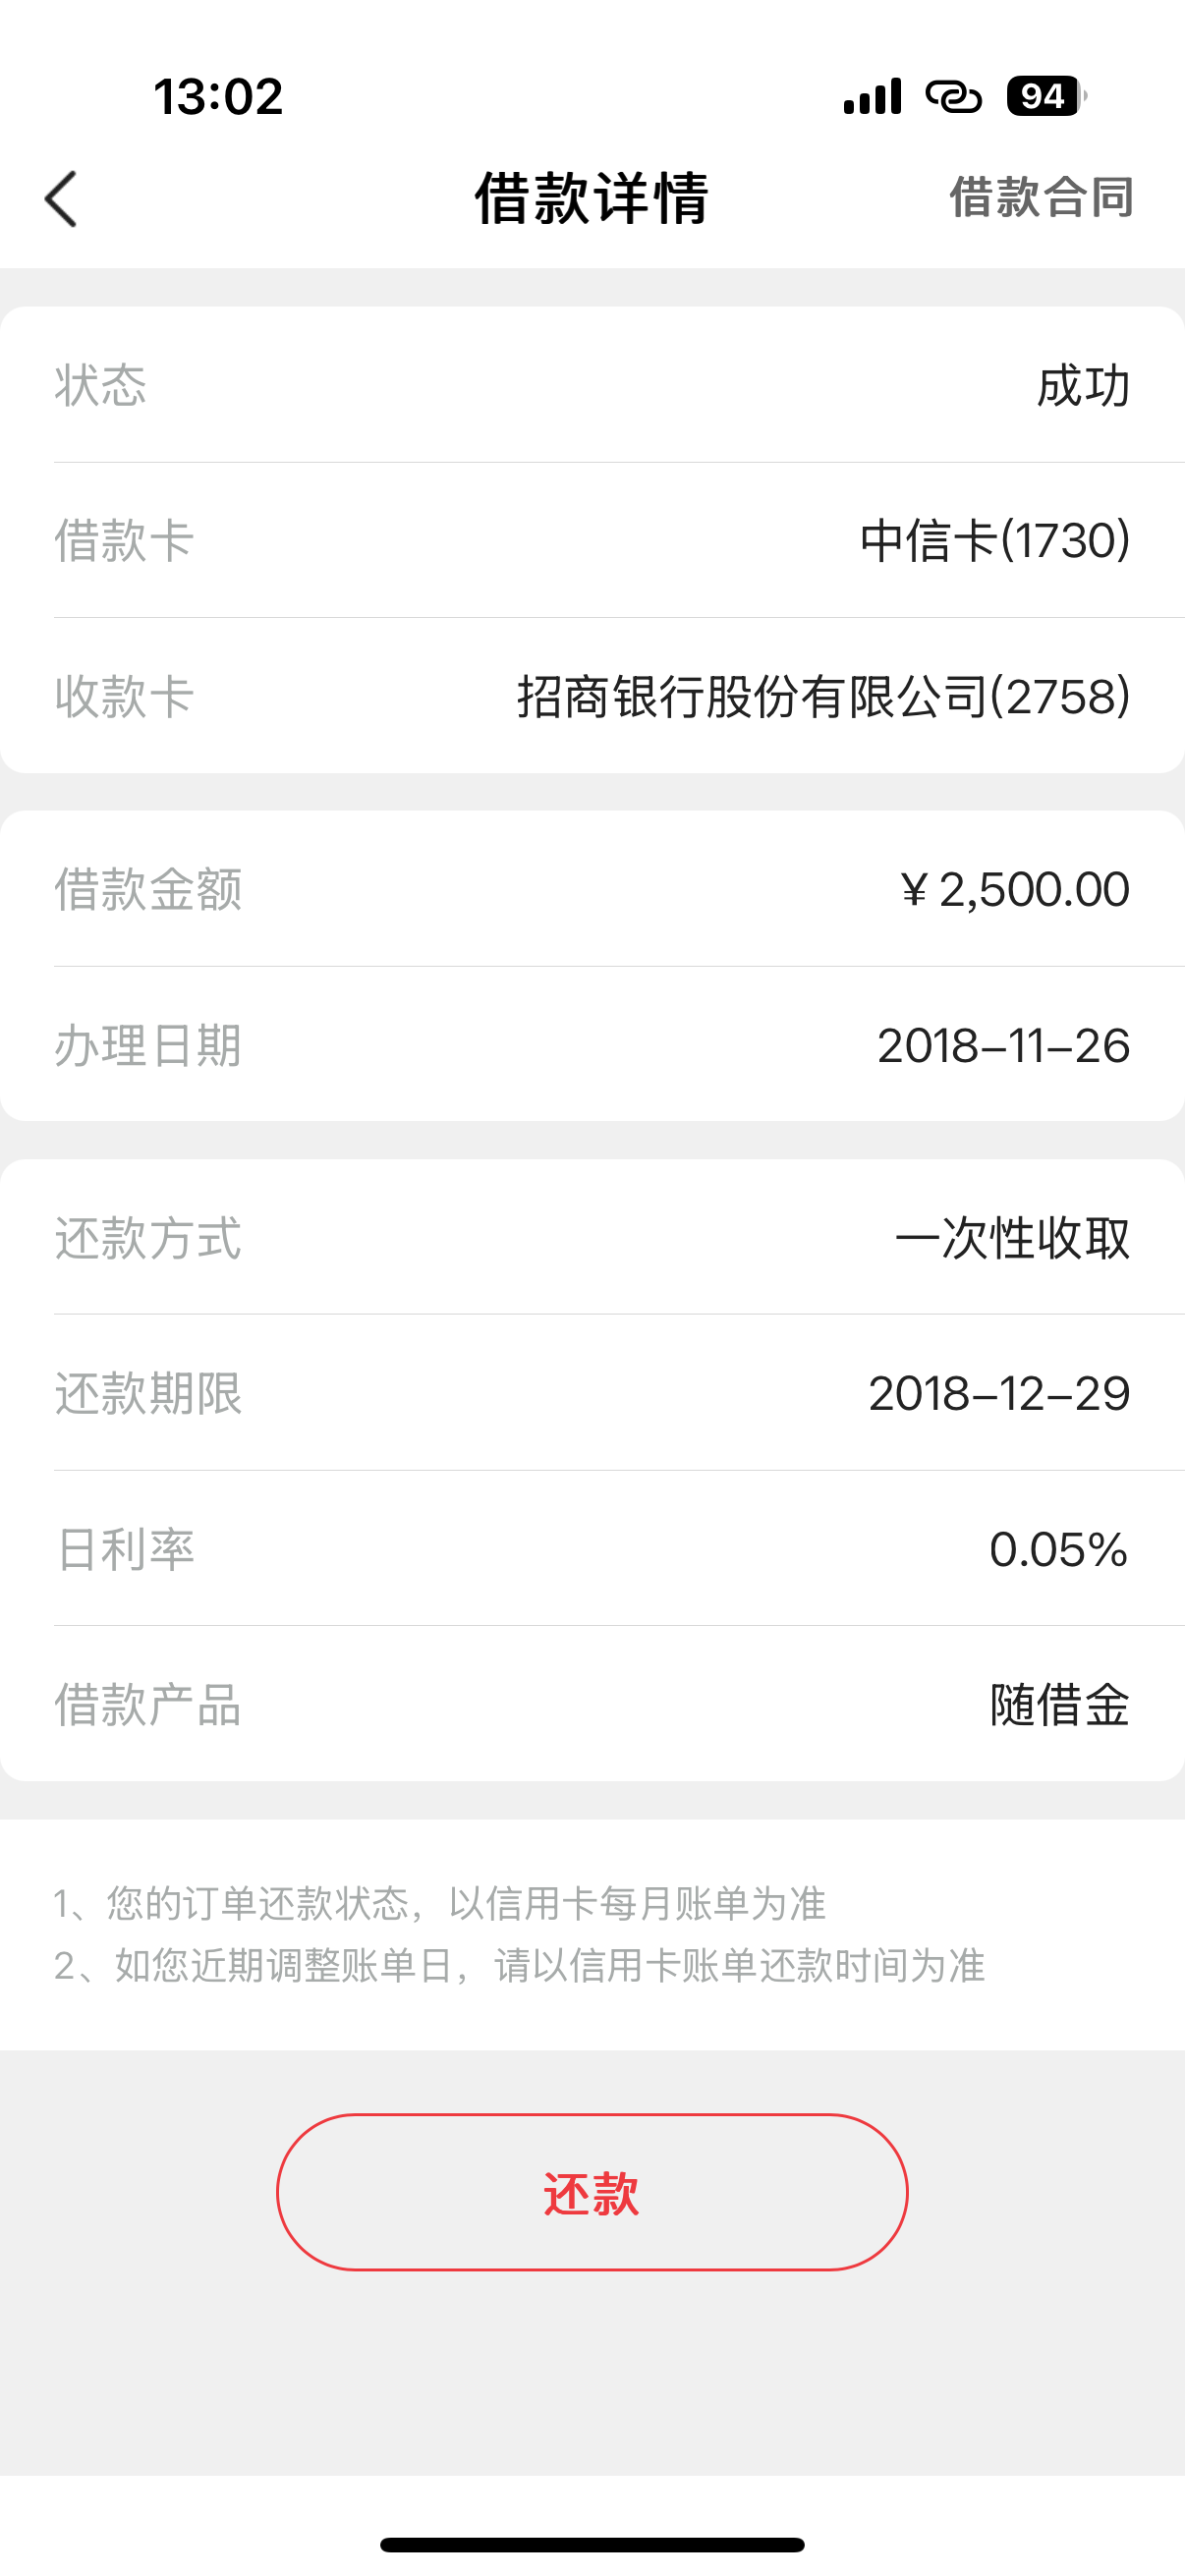 13:02
94
借款详情
借款合同
状态 成功
借款卡 中信卡(1730)
收款卡 招商银行股份有限公司(2758)
借款金额 ¥ 2,500.00
办理日期 2018-11-26
还款方式 一次性收取
还款期限 2018-12-29
日利率 0.05%
借款产品 随借金
1、您的订单还款状态，以信用卡每月账单为准
2、如您近期调整账单日，请以信用卡账单还款时间为准
还款